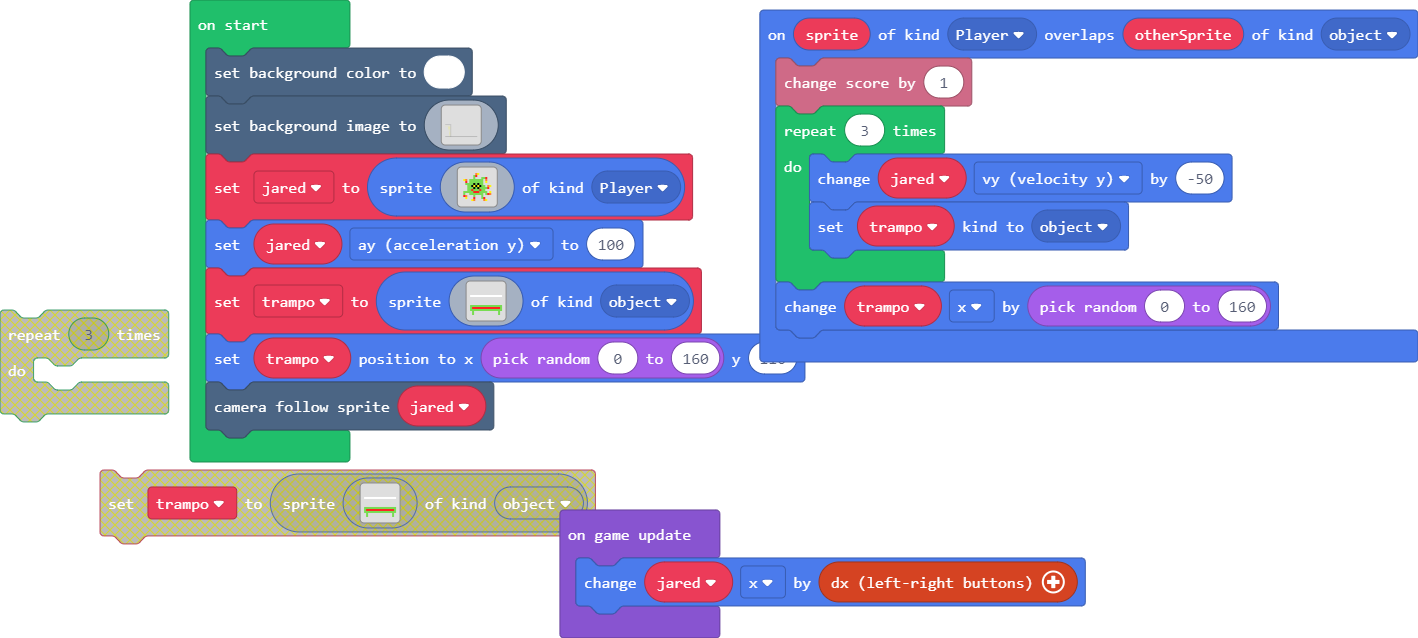 on start
set background color to
set background image to
set jared to sprite of kind Player
set jared ay (acceleration y) to 100
set trampo to sprite of kind object
set trampo position to x pick random 0 to 160 y
camera follow sprite jared
on sprite of kind Player overlaps otherSprite of kind object
change score by 1
repeat 3 times
do
change jared vy (velocity y) by -50
set trampo kind to object
change trampo x by pick random 0 to 160
repeat 3 times
do
set trampo to sprite of kind object
on game update
change jared x by dx (left-right buttons)